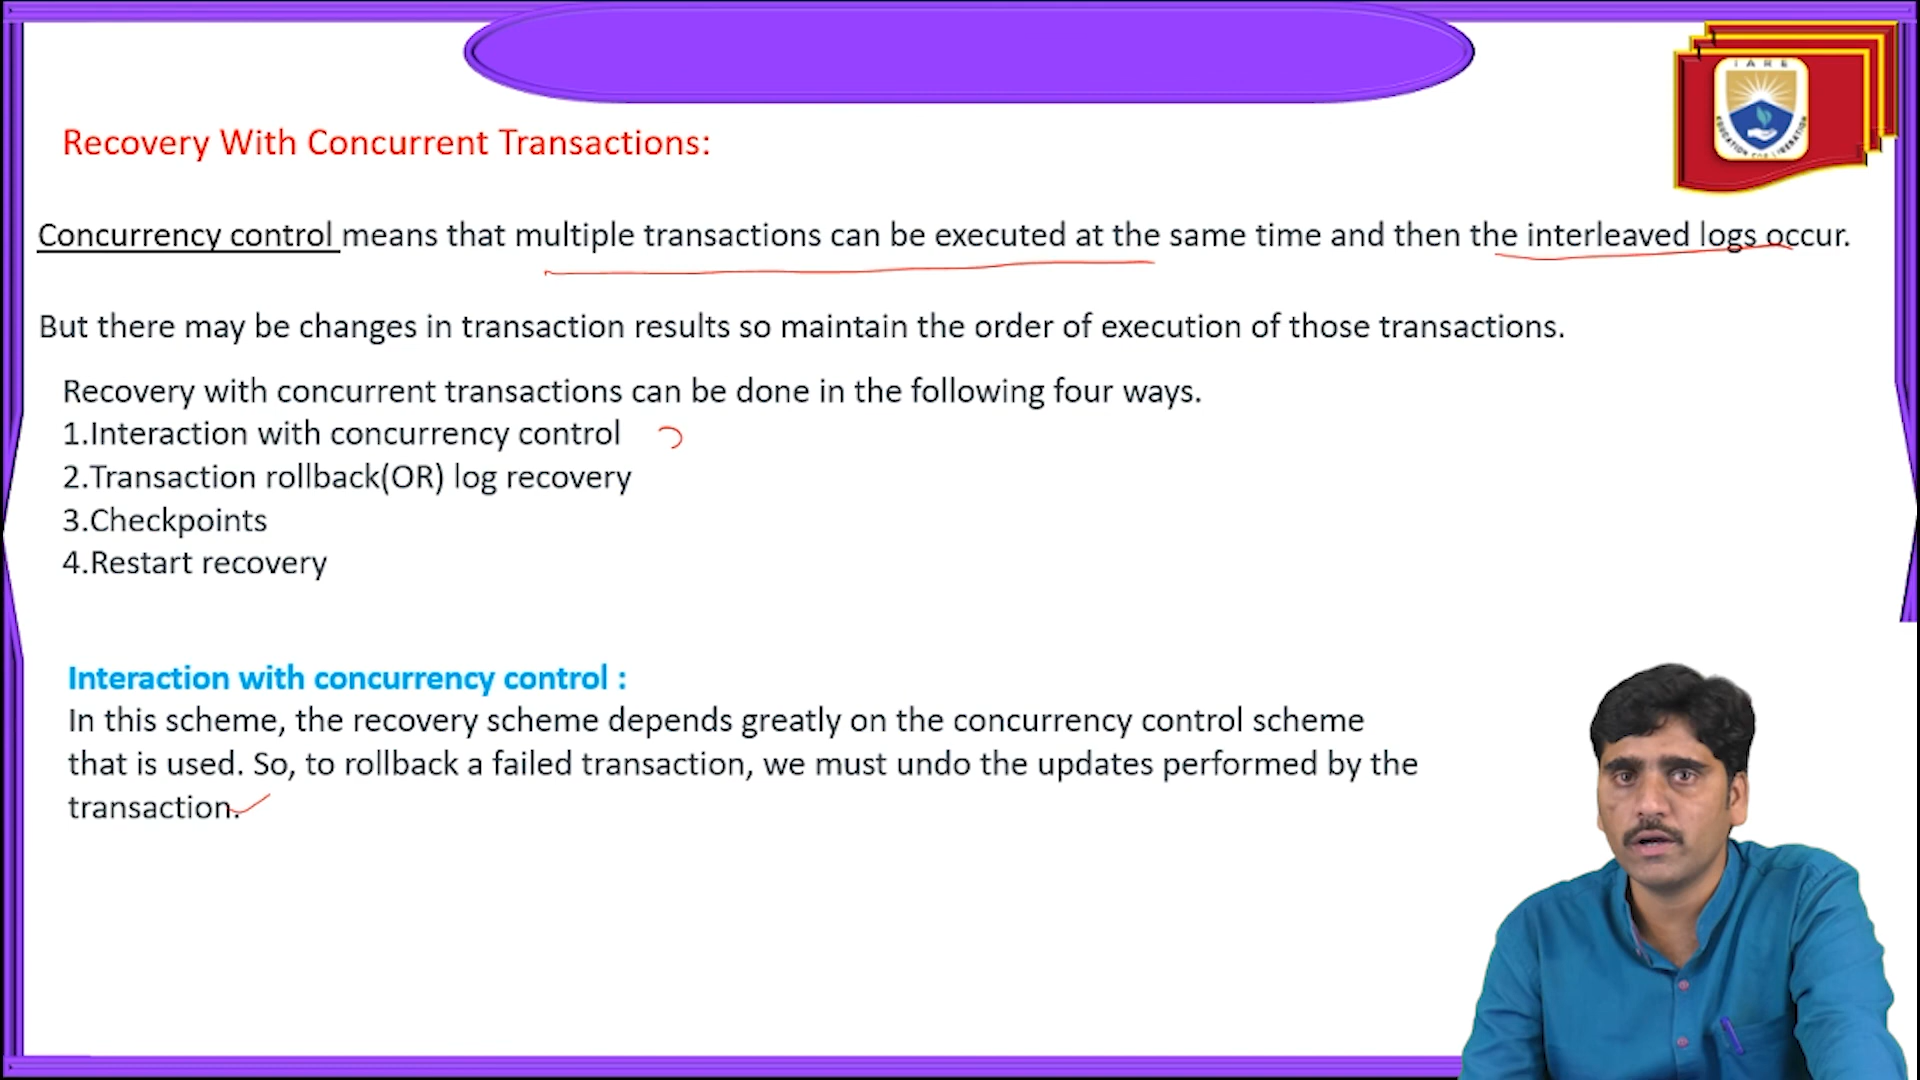 IARE
EDUCATION FOR LIBERATION
Recovery With Concurrent Transactions:
Concurrency control means that multiple transactions can be executed at the same time and then the interleaved logs occur.
But there may be changes in transaction results so maintain the order of execution of those transactions.
Recovery with concurrent transactions can be done in the following four ways.
1.Interaction with concurrency control
2.Transaction rollback(OR) log recovery
3.Checkpoints
4.Restart recovery
Interaction with concurrency control :
In this scheme, the recovery scheme depends greatly on the concurrency control scheme
that is used. So, to rollback a failed transaction, we must undo the updates performed by the
transaction.